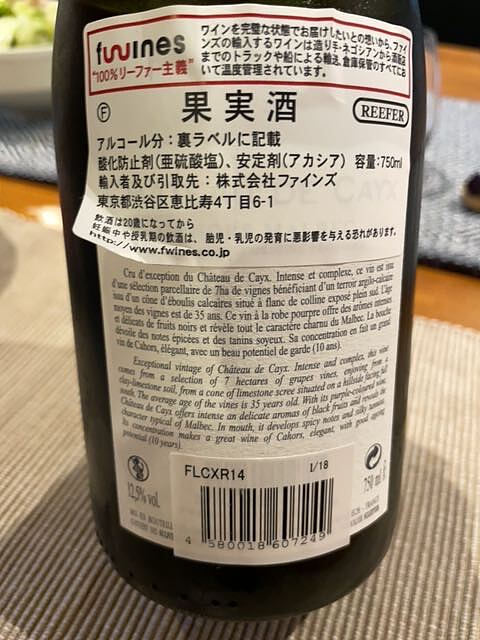 fwines
"100%リーファー主義"
ワインを完璧な状態でお届けしたいとの想いから、ファイ
ンズの輸入するワインは造り手・ネゴシアンから酒販店
までのトラックや船による輸送、倉庫保管のすべてにお
いて温度管理されています。
Ⓕ 果実酒 REEFER
アルコール分:裏ラベルに記載
酸化防止剤(亜硫酸塩)、安定剤(アカシア) 容量:750ml
輸入者及び引取先:株式会社ファインズ
東京都渋谷区恵比寿4丁目6-1
飲酒は20歳になってから
妊娠中や授乳期の飲酒は、胎児・乳児の発育に悪影響を与える恐れがあります。
http://www.fwines.co.jp
DE CAYX
Cru d'exception du Château de Cayx. Intense et complexe, ce vin est issu
d'une sélection parcellaire de 7ha de vignes bénéficiant d'un terroir argilo-calcaire
issu d'un cône d'éboulis calcaires situé à flanc de colline exposé plein sud. L'âge
moyen des vignes est de 35 ans. Ce vin à la robe pourpre offre des arômes intenses
et délicats de fruits noirs et révèle tout le caractère charnu du Malbec. La bouche
dévoile des notes épicées et des tanins soyeux. Sa concentration en fait un grand
vin de Cahors, élégant, avec un beau potentiel de garde (10 ans).
Exceptional vintage of Château de Cayx. Intense and complex, this wine
comes from a selection of 7 hectares of grapes vines, enjoying from a
clay-limestone soil, from a cone of limestone scree situated on a hillside facing full
south. The average age of the vines is 35 years old. With its purple-coloured wine,
Château de Cayx offers intense an delicate aromas of black fruits and reveals the
character typical of Malbec. In mouth, it develops spicy notes and silky tannins.
Its concentration makes a great wine of Cahors, elegant, with good ageing
potential (10 years).
FLCXR14 1/18
12,5% vol.
750 ml
4 580018 607249